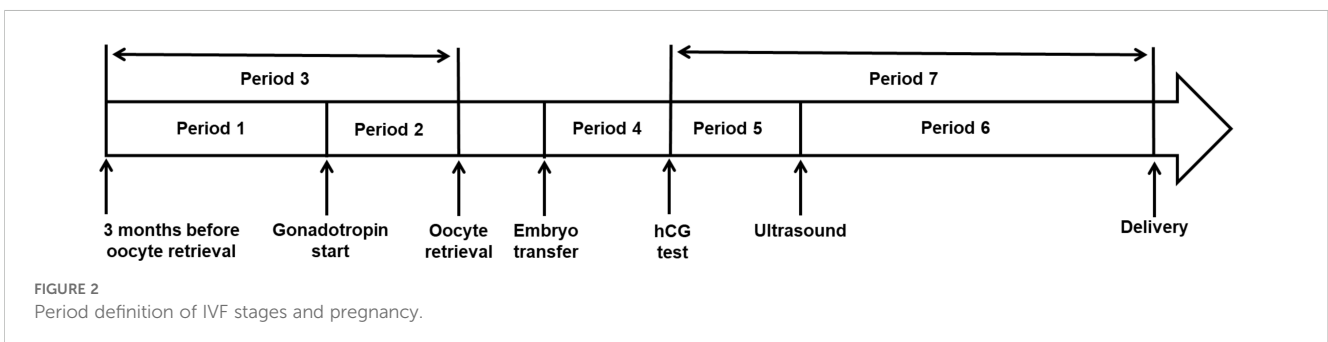 Period 3
Period 7
Period 1
Period 2
Period 4
Period 5
Period 6
3 months before
oocyte retrieval
Gonadotropin
start
Oocyte
retrieval
Embryo
transfer
hCG
test
Ultrasound
Delivery
FIGURE 2
Period definition of IVF stages and pregnancy.